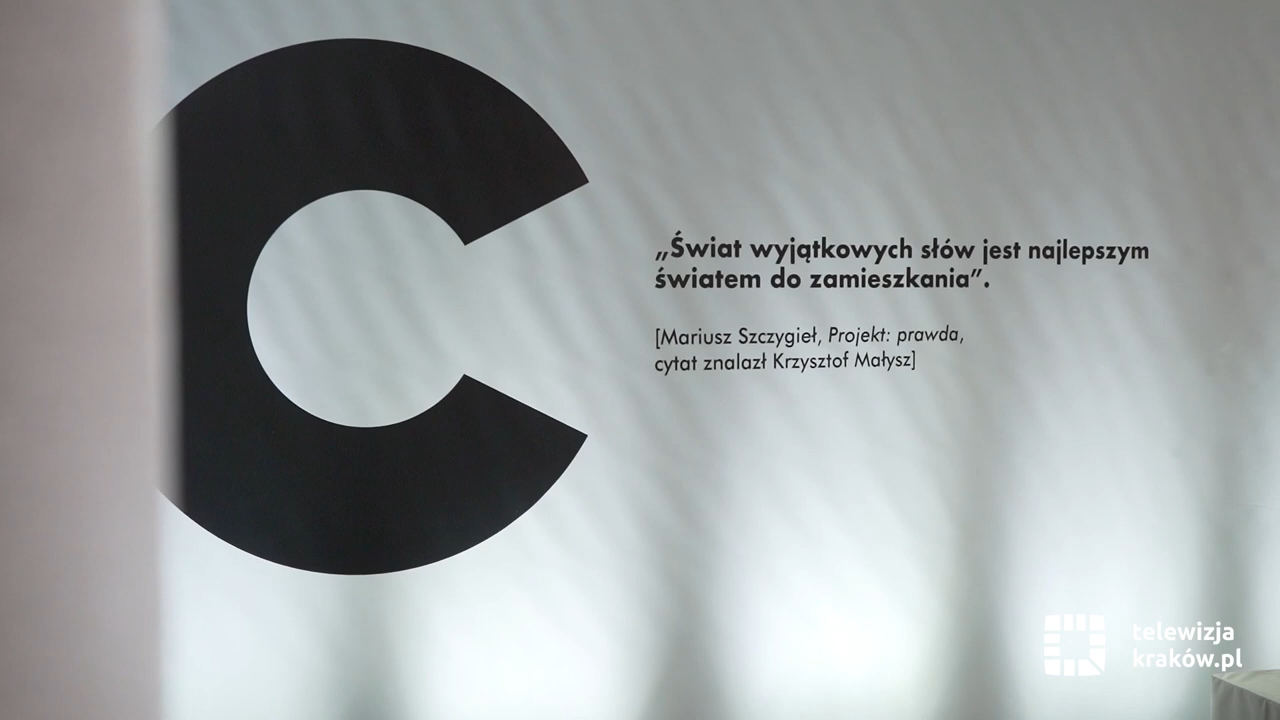 C
„Świat wyjątkowych słów jest najlepszym
światem do zamieszkania”.
[Mariusz Szczygieł, Projekt: prawda,
cytat znalazł Krzysztof Małysz]
telewizja
kraków.pl